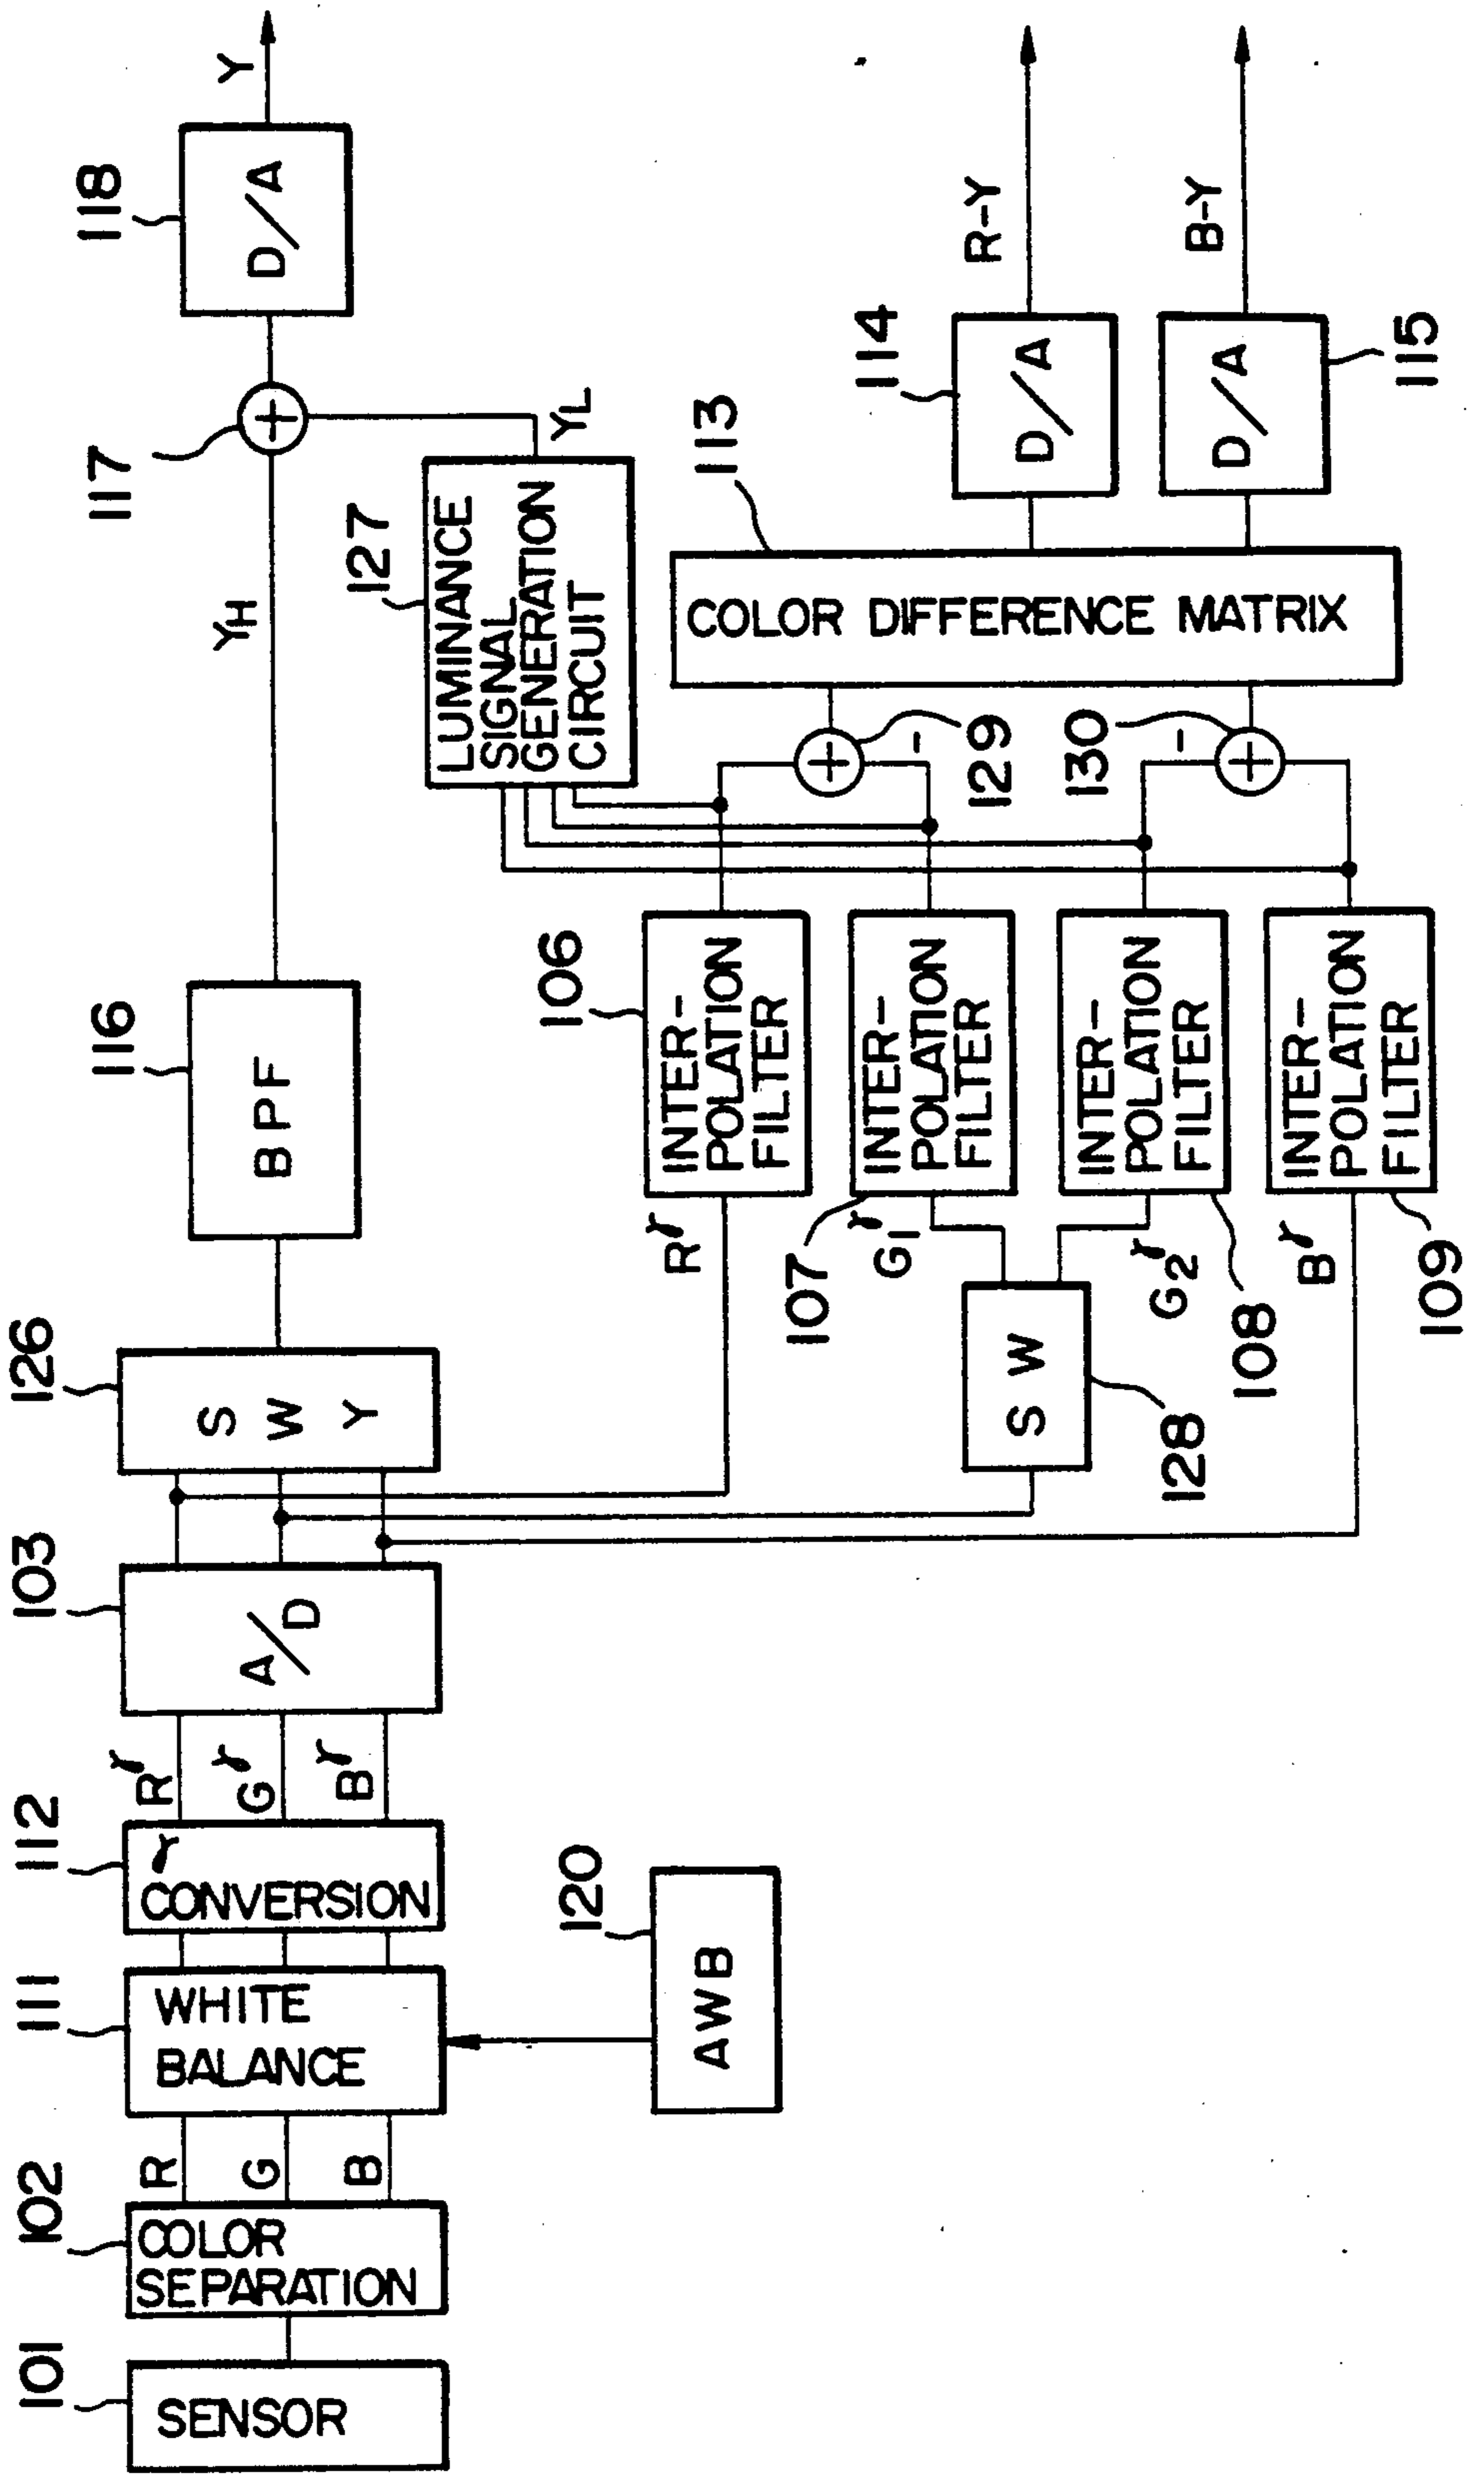 101
SENSOR
102
COLOR
SEPARATION
R
G
B
111
WHITE
BALANCE
120
AWB
112
γ
CONVERSION
Rγ
Gγ
Bγ
103
A/D
126
S W Y
116
BPF
YH
117
+
118
D/A
Y
127
LUMINANCE
SIGNAL
GENERATION
CIRCUIT
YL
Rγ
106
INTER-
POLATION
FILTER
128
S W
G1γ
107
INTER-
POLATION
FILTER
G2γ
108
INTER-
POLATION
FILTER
Bγ
109
INTER-
POLATION
FILTER
+
-
129
130
-
+
113
COLOR DIFFERENCE MATRIX
114
D/A
R-Y
115
D/A
B-Y